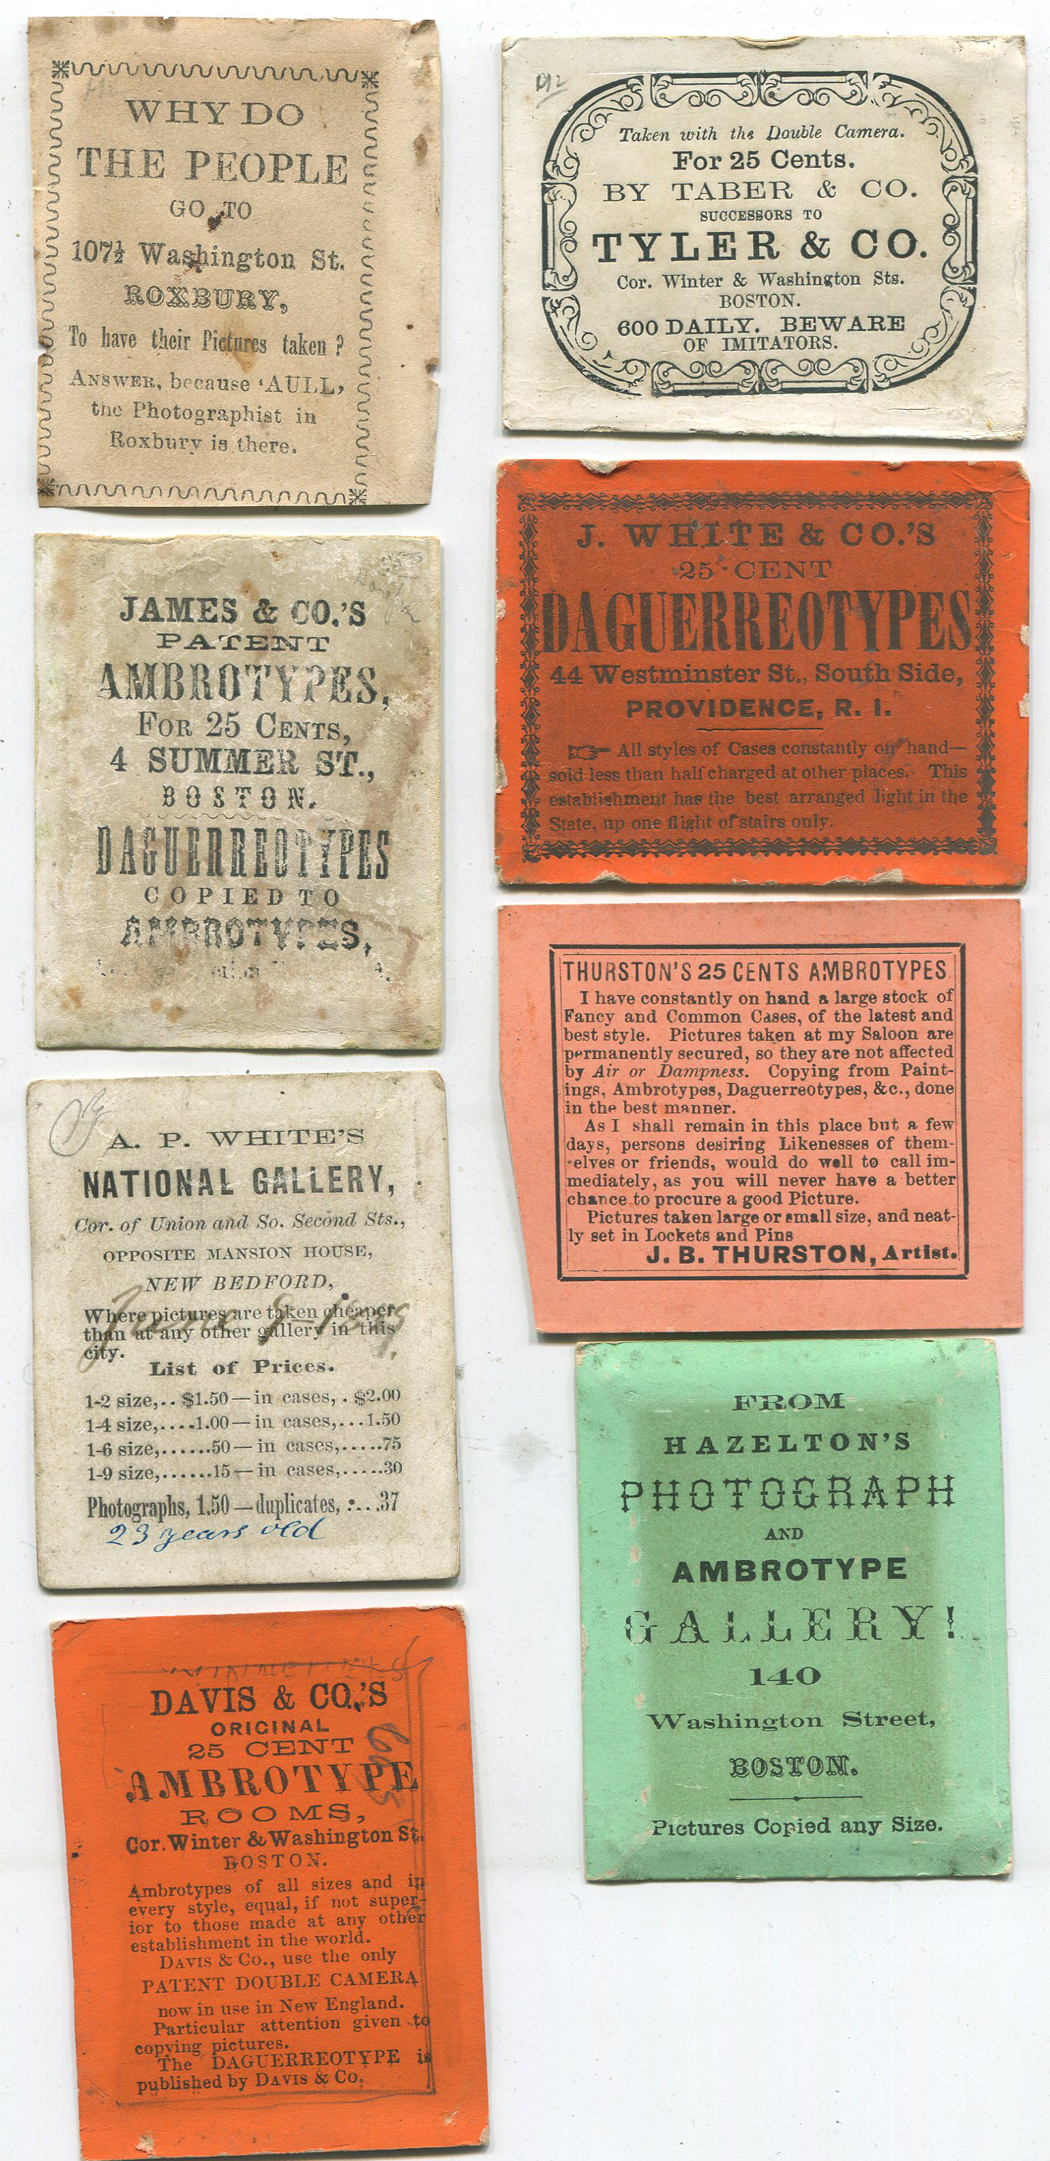 WHY DO
THE PEOPLE
GO TO
107½ Washington St.
ROXBURY,
To have their Pictures taken ?
ANSWER, because 'AULL,
the Photographist in
Roxbury is there.
JAMES & CO.'S
PATENT
AMBROTYPES,
FOR 25 CENTS,
4 SUMMER ST.,
BOSTON.
DAGUERREOTYPES
COPIED TO
AMBROTYPES,
A. P. WHITE'S
NATIONAL GALLERY,
Cor. of Union and So. Second Sts.,
OPPOSITE MANSION HOUSE,
NEW BEDFORD,
Where pictures are taken cheaper
than at any other gallery in this
city.
List of Prices.
1-2 size,..$1.50—in cases,.$2.00
1-4 size,....1.00—in cases,...1.50
1-6 size,......50—in cases,.....75
1-9 size,......15—in cases,.....30
Photographs, 1.50—duplicates,....37
23 years old
DAVIS & CO.'S
ORIGINAL
25 CENT
AMBROTYPE
ROOMS,
Cor. Winter & Washington St.
BOSTON.
Ambrotypes of all sizes and in
every style, equal, if not super-
ior to those made at any other
establishment in the world.
DAVIS & Co., use the only
PATENT DOUBLE CAMERA
now in use in New England.
Particular attention given to
copying pictures.
The DAGUERREOTYPE is
published by DAVIS & Co.
Taken with the Double Camera.
For 25 Cents.
BY TABER & CO.
SUCCESSORS TO
TYLER & CO.
Cor. Winter & Washington Sts.
BOSTON.
600 DAILY. BEWARE
OF IMITATORS.
J. WHITE & CO.'S
25 CENT
DAGUERREOTYPES
44 Westminster St., South Side,
PROVIDENCE, R. I.
☞ All styles of Cases constantly on hand—
sold less than half charged at other places. This
establishment has the best arranged light in the
State, up one flight of stairs only.
THURSTON'S 25 CENTS AMBROTYPES.
I have constantly on hand a large stock of
Fancy and Common Cases, of the latest and
best style. Pictures taken at my Saloon are
permanently secured, so they are not affected
by Air or Dampness. Copying from Paint-
ings, Ambrotypes, Daguerreotypes, &c., done
in the best manner.
As I shall remain in this place but a few
days, persons desiring Likenesses of them-
selves or friends, would do well to call im-
mediately, as you will never have a better
chance to procure a good Picture.
Pictures taken large or small size, and neat-
ly set in Lockets and Pins
J. B. THURSTON, Artist.
FROM
HAZELTON'S
PHOTOGRAPH
AND
AMBROTYPE
GALLERY!
140
Washington Street,
BOSTON.
Pictures Copied any Size.